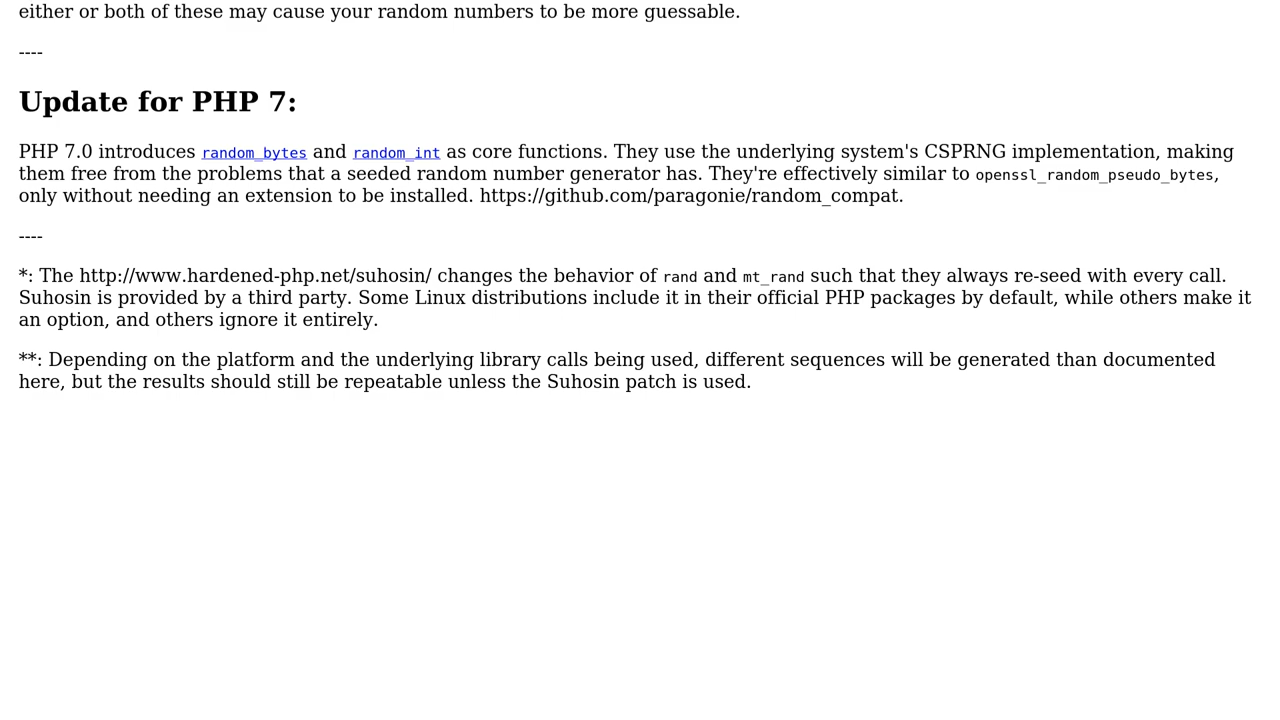 either or both of these may cause your random numbers to be more guessable.
----
Update for PHP 7:
PHP 7.0 introduces random_bytes and random_int as core functions. They use the underlying system's CSPRNG implementation, making
them free from the problems that a seeded random number generator has. They're effectively similar to openssl_random_pseudo_bytes,
only without needing an extension to be installed. https://github.com/paragonie/random_compat.
----
*: The http://www.hardened-php.net/suhosin/ changes the behavior of rand and mt_rand such that they always re-seed with every call.
Suhosin is provided by a third party. Some Linux distributions include it in their official PHP packages by default, while others make it
an option, and others ignore it entirely.
**: Depending on the platform and the underlying library calls being used, different sequences will be generated than documented
here, but the results should still be repeatable unless the Suhosin patch is used.